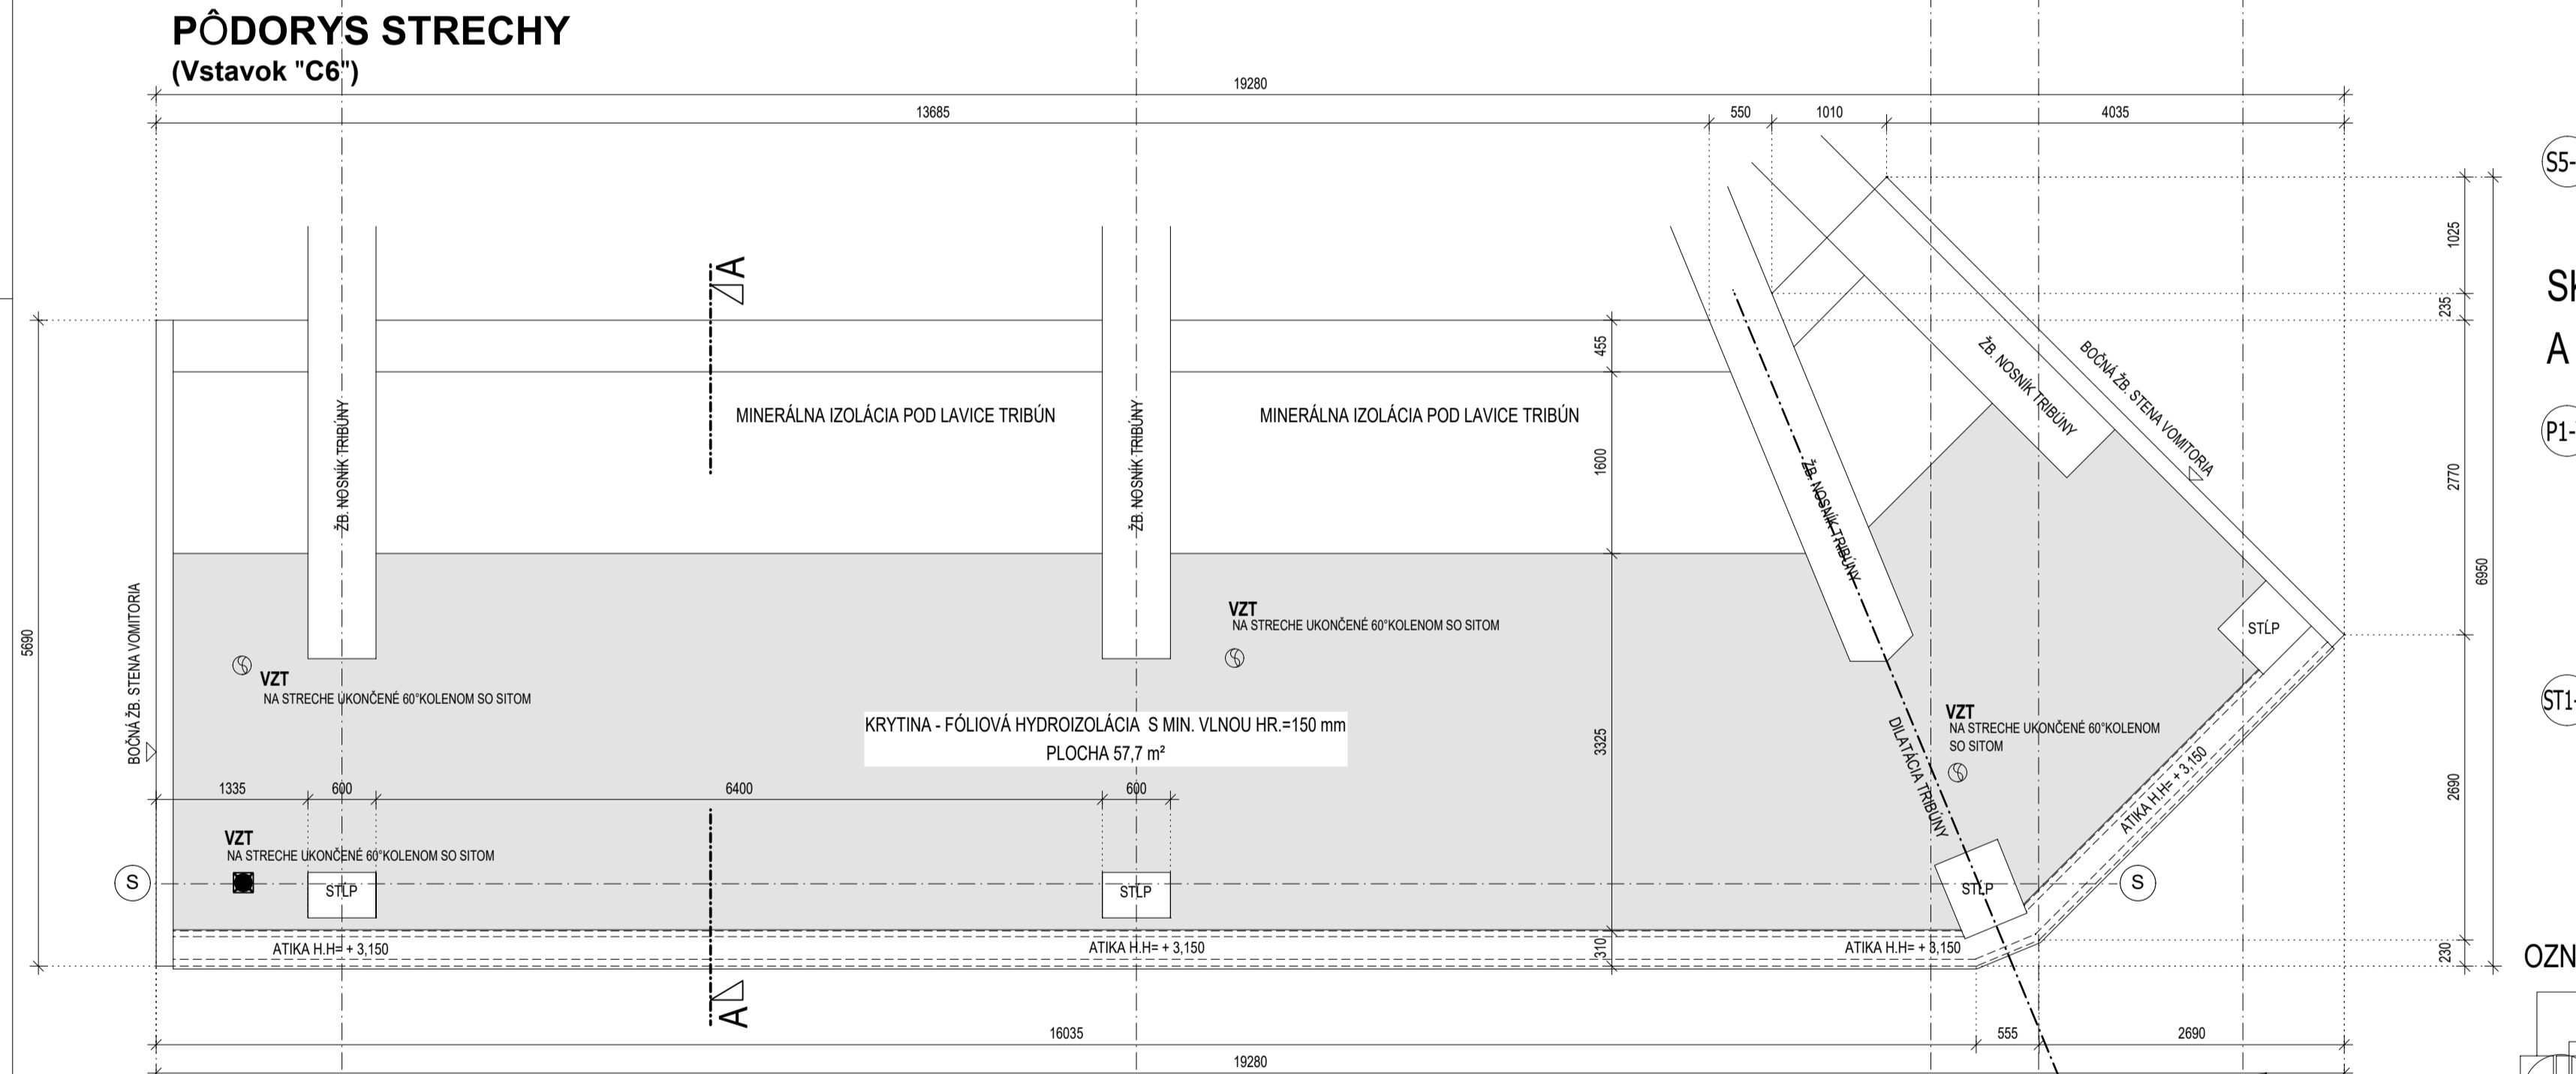 PÔDORYS STRECHY
(Vstavok "C6")
19280
13685
550
1010
4035
S5-
1025
235
SK
A
A
455
MINERÁLNA IZOLÁCIA POD LAVICE TRIBÚN
MINERÁLNA IZOLÁCIA POD LAVICE TRIBÚN
ŽB. NOSNÍK TRIBÚNY
ŽB. NOSNÍK TRIBÚNY
ŽB. NOSNÍK TRIBÚNY
ŽB. NOSNÍK TRIBÚNY
BOČNÁ ŽB. STENA VOMITORIA
1600
2770
P1-
6950
5690
BOČNÁ ŽB. STENA VOMITORIA
VZT
NA STRECHE UKONČENÉ 60°KOLENOM SO SITOM
VZT
NA STRECHE UKONČENÉ 60°KOLENOM SO SITOM
STĹP
KRYTINA - FÓLIOVÁ HYDROIZOLÁCIA S MIN. VLNOU HR.=150 mm
PLOCHA 57,7 m²
3325
DILATÁCIA TRIBÚNY
VZT
NA STRECHE UKONČENÉ 60°KOLENOM
SO SITOM
ATIKA H.H= + 3,150
2690
ST1-
1335
600
6400
600
VZT
NA STRECHE UKONČENÉ 60°KOLENOM SO SITOM
S
STĹP
STĹP
STĹP
S
ATIKA H.H= + 3,150
ATIKA H.H= + 3,150
ATIKA H.H= + 3,150
310
230
OZN
A
16035
555
2690
19280